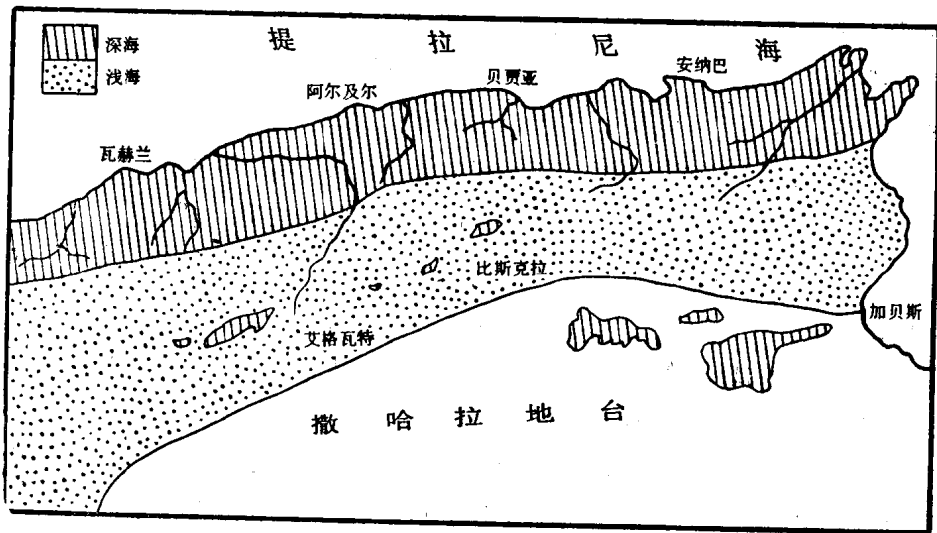 深海
浅海
提拉尼海
安纳巴
贝贾亚
阿尔及尔
瓦赫兰
比斯克拉
加贝斯
艾格瓦特
撒哈拉地台